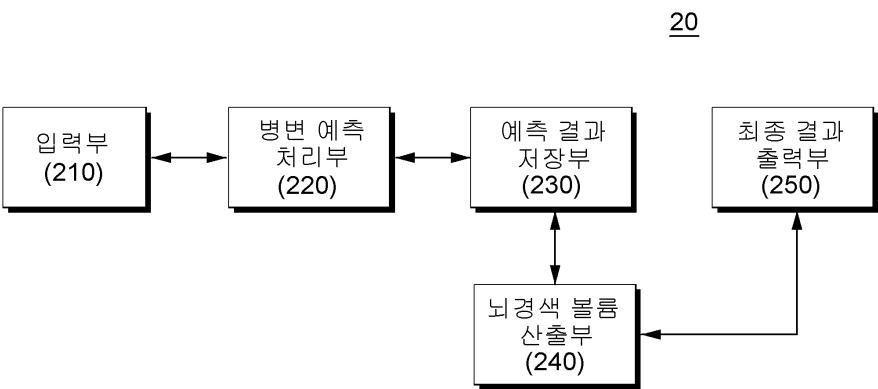 20
입력부
(210)
병변 예측
처리부
(220)
예측 결과
저장부
(230)
최종 결과
출력부
(250)
뇌경색 볼륨
산출부
(240)